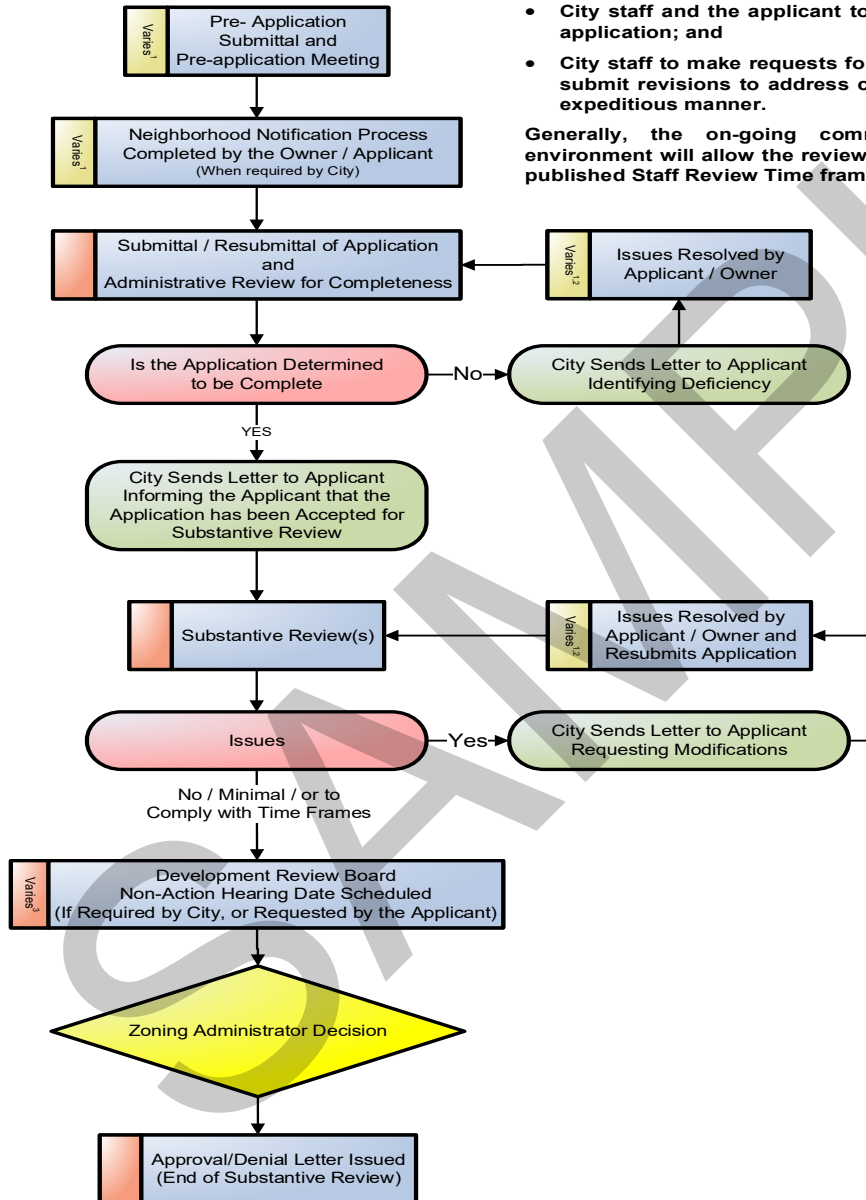 Varies1
Pre- Application
Submittal and
Pre-application Meeting
• City staff and the applicant to
application; and
• City staff to make requests fo
submit revisions to address o
expeditious manner.
Generally, the on-going comm
environment will allow the review
published Staff Review Time fram
Varies1
Neighborhood Notification Process
Completed by the Owner / Applicant
(When required by City)
Submittal / Resubmittal of Application
and
Administrative Review for Completeness
Varies1,2
Issues Resolved by
Applicant / Owner
Is the Application Determined
to be Complete
No
City Sends Letter to Applicant
Identifying Deficiency
YES
City Sends Letter to Applicant
Informing the Applicant that the
Application has been Accepted for
Substantive Review
Substantive Review(s)
Varies1,2
Issues Resolved by
Applicant / Owner and
Resubmits Application
Issues
Yes
City Sends Letter to Applicant
Requesting Modifications
No / Minimal / or to
Comply with Time Frames
Varies3
Development Review Board
Non-Action Hearing Date Scheduled
(If Required by City, or Requested by the Applicant)
Zoning Administrator Decision
Approval/Denial Letter Issued
(End of Substantive Review)
SAMPL